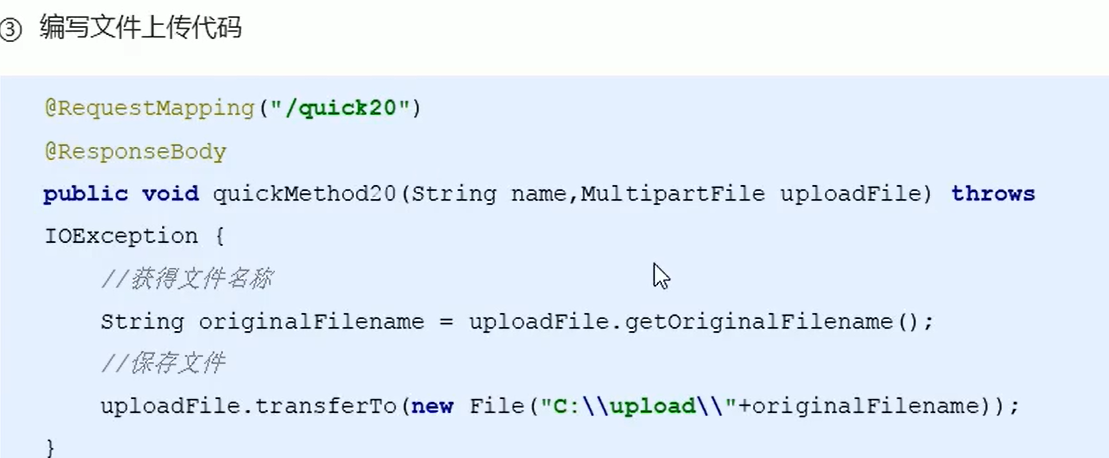 ③ 编写文件上传代码
@RequestMapping("/quick20")
@ResponseBody
public void quickMethod20(String name,MultipartFile uploadFile) throws
IOException {
//获得文件名称
String originalFilename = uploadFile.getOriginalFilename();
//保存文件
uploadFile.transferTo(new File("C:\\upload\\"+originalFilename));
}